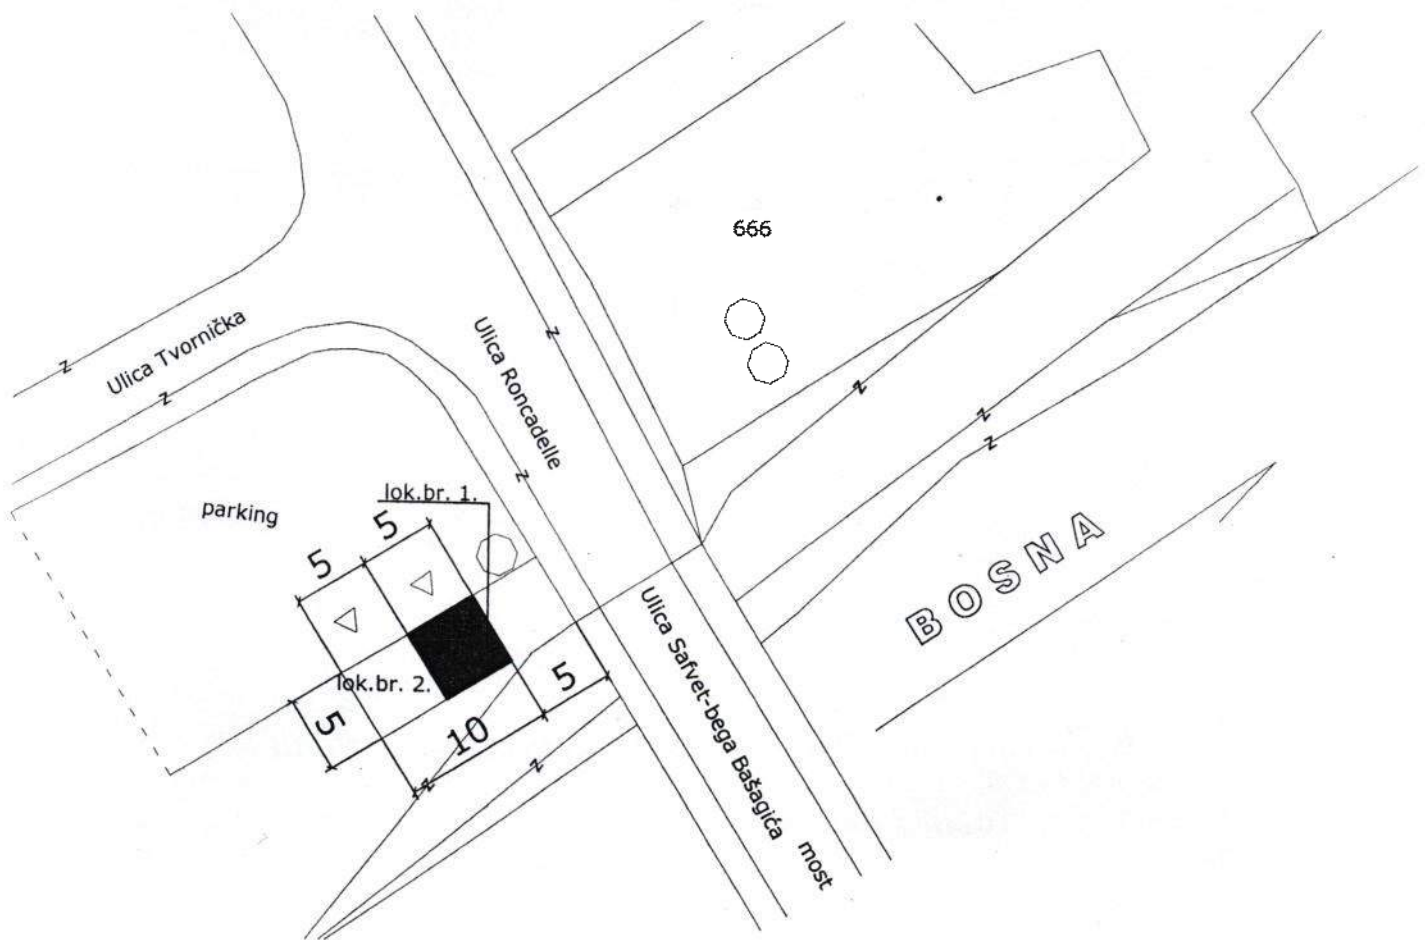 666
Ulica Tvornička
z
z
z
Ulica Roncadelle
z
z
z
z
lok.br. 1.
parking
5
5
BOSNA
Ulica Safvet-bega Bašagića most
lok.br. 2.
5
5
10
z
z